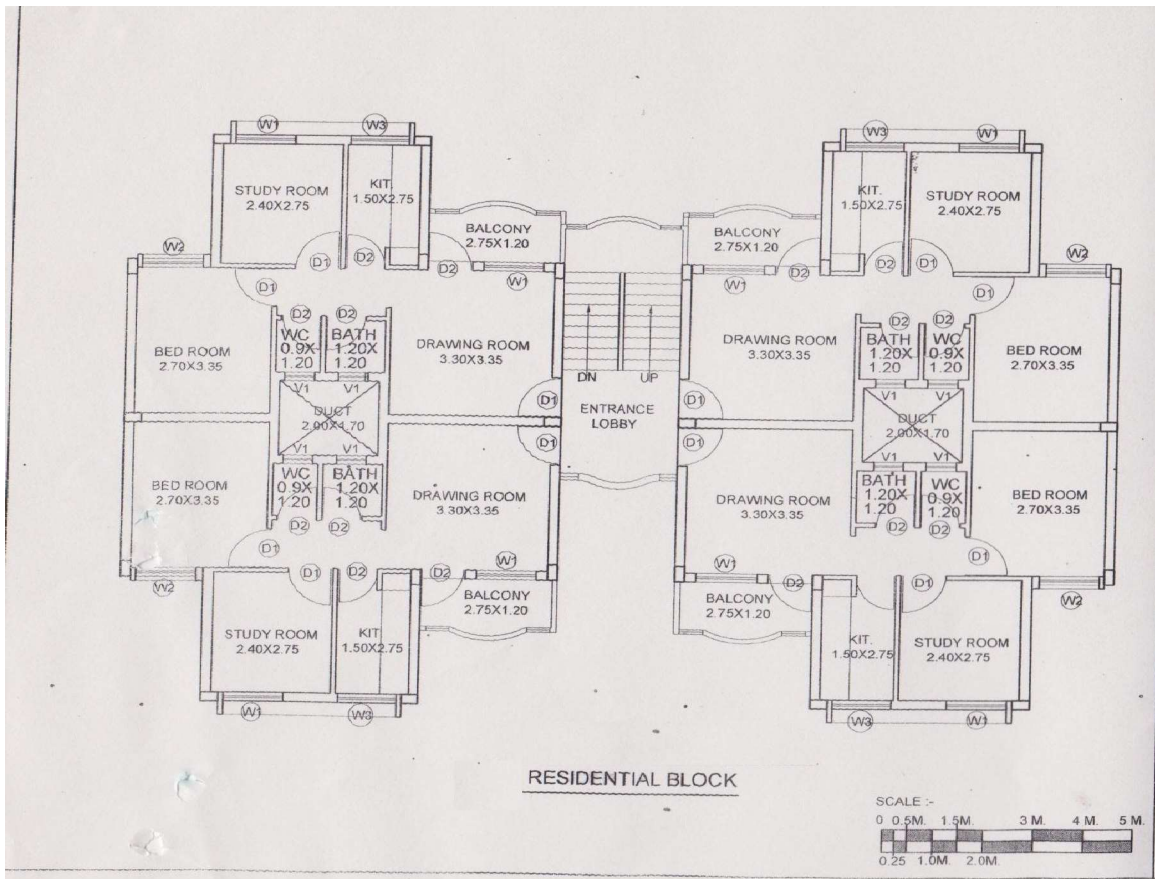 W1
W3
W3
W1
STUDY ROOM
2.40X2.75
KIT.
1.50X2.75
KIT.
1.50X2.75
STUDY ROOM
2.40X2.75
BALCONY
2.75X1.20
BALCONY
2.75X1.20
W2
D1
D2
D2
W1
W1
D2
D2
D1
W2
D1
D1
D2
D2
D2
D2
BED ROOM
2.70X3.35
WC
0.9X
1.20
BATH
1.20X
1.20
DRAWING ROOM
3.30X3.35
DN
UP
DRAWING ROOM
3.30X3.35
BATH
1.20X
1.20
WC
0.9X
1.20
BED ROOM
2.70X3.35
V1
V1
V1
V1
DUCT
2.00X1.70
D1
ENTRANCE
LOBBY
D1
DUCT
2.00X1.70
D1
D1
V1
V1
V1
V1
BED ROOM
2.70X3.35
WC
0.9X
1.20
BATH
1.20X
1.20
DRAWING ROOM
3.30X3.35
DRAWING ROOM
3.30X3.35
BATH
1.20X
1.20
WC
0.9X
1.20
BED ROOM
2.70X3.35
D2
D2
D2
D2
D1
D1
W2
D1
D2
D2
W1
W1
D2
D1
W2
BALCONY
2.75X1.20
BALCONY
2.75X1.20
STUDY ROOM
2.40X2.75
KIT.
1.50X2.75
KIT.
1.50X2.75
STUDY ROOM
2.40X2.75
W1
W3
W3
W1
RESIDENTIAL BLOCK
SCALE :-
0 0.5M. 1.5M. 3 M. 4 M. 5 M.
0.25 1.0M. 2.0M.